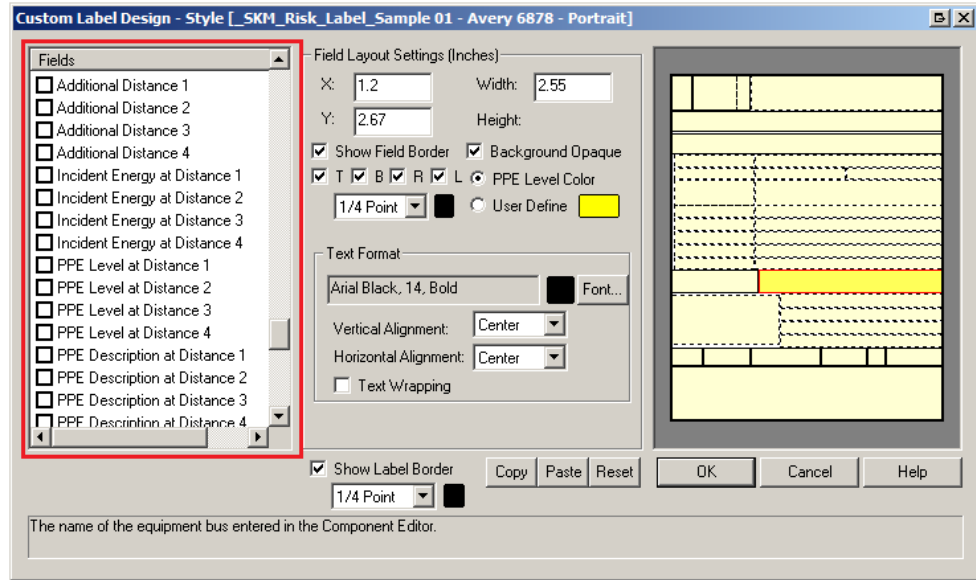 Custom Label Design - Style [_SKM_Risk_Label_Sample 01 - Avery 6878 - Portrait]
Fields
Additional Distance 1
Additional Distance 2
Additional Distance 3
Additional Distance 4
Incident Energy at Distance 1
Incident Energy at Distance 2
Incident Energy at Distance 3
Incident Energy at Distance 4
PPE Level at Distance 1
PPE Level at Distance 2
PPE Level at Distance 3
PPE Level at Distance 4
PPE Description at Distance 1
PPE Description at Distance 2
PPE Description at Distance 3
PPE Description at Distance 4
Field Layout Settings (Inches)
X: 1.2 Width: 2.55
Y: 2.67 Height:
Show Field Border Background Opaque
T B R L PPE Level Color
1/4 Point User Define
Text Format
Arial Black, 14, Bold Font...
Vertical Alignment: Center
Horizontal Alignment: Center
Text Wrapping
Show Label Border Copy Paste Reset OK Cancel Help
1/4 Point
The name of the equipment bus entered in the Component Editor.